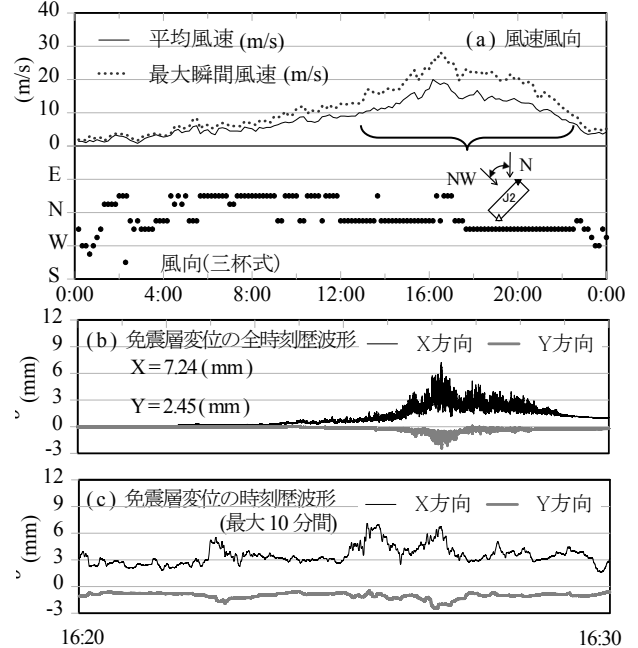 40
30
20
10
0
(m/s)
平均風速 (m/s)
最大瞬間風速 (m/s)
(a) 風速風向
E
N
W
S
NW
N
J2
風向(三杯式)
0:00 4:00 8:00 12:00 16:00 20:00 0:00
12
9
6
3
0
-3
(mm)
(b) 免震層変位の全時刻歴波形
X方向 Y方向
X=7.24(mm)
Y=2.45(mm)
12
9
6
3
0
-3
(mm)
(c) 免震層変位の時刻歴波形
(最大10分間)
X方向 Y方向
16:20 16:30